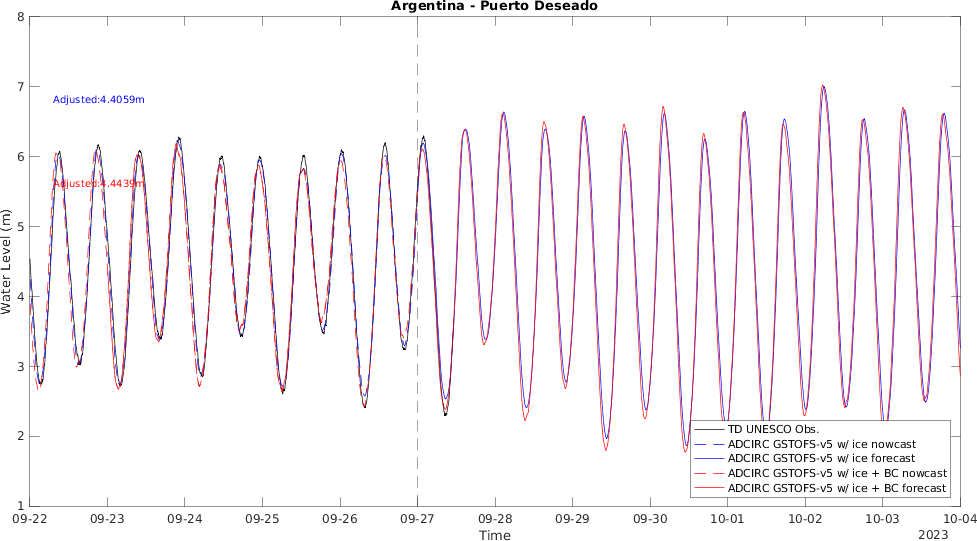 Argentina - Puerto Deseado
8
7
6
5
4
3
2
1
Water Level (m)
Adjusted:4.4059m
Adjusted:4.4439m
TD UNESCO Obs.
ADCIRC GSTOFS-v5 w/ ice nowcast
ADCIRC GSTOFS-v5 w/ ice forecast
ADCIRC GSTOFS-v5 w/ ice + BC nowcast
ADCIRC GSTOFS-v5 w/ ice + BC forecast
09-22 09-23 09-24 09-25 09-26 09-27 09-28 09-29 09-30 10-01 10-02 10-03 10-04
Time
2023